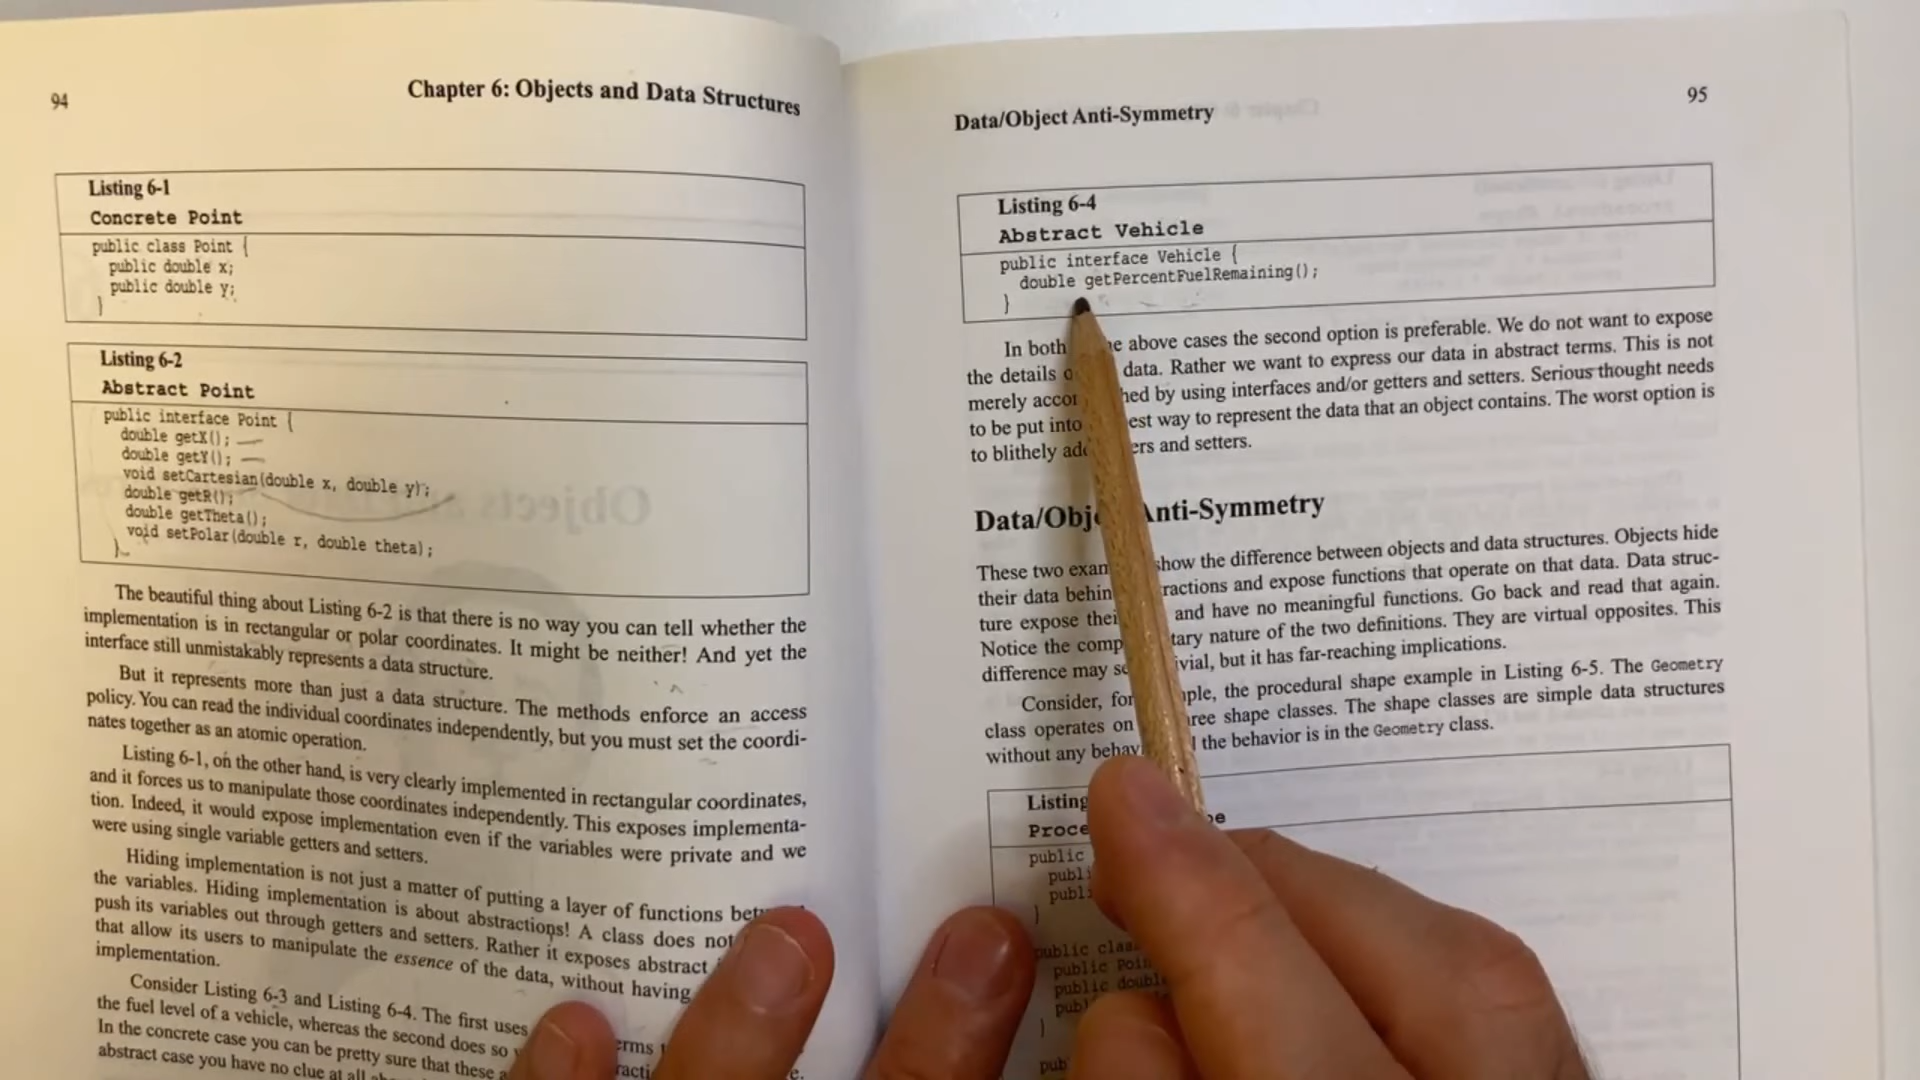 94
Chapter 6: Objects and Data Structures
Listing 6-1
Concrete Point
public class Point {
public double x;
public double y;
}
Listing 6-2
Abstract Point
public interface Point {
double getX();
double getY();
void setCartesian(double x, double y);
double getR();
double getTheta();
void setPolar(double r, double theta);
}
The beautiful thing about Listing 6-2 is that there is no way you can tell whether the
implementation is in rectangular or polar coordinates. It might be neither! And yet the
interface still unmistakably represents a data structure.
But it represents more than just a data structure. The methods enforce an access
policy. You can read the individual coordinates independently, but you must set the coordi-
nates together as an atomic operation.
Listing 6-1, on the other hand, is very clearly implemented in rectangular coordinates,
and it forces us to manipulate those coordinates independently. This exposes implementa-
tion. Indeed, it would expose implementation even if the variables were private and we
were using single variable getters and setters.
Hiding implementation is not just a matter of putting a layer of functions
the variables. Hiding implementation is about abstractions! A class does not
push its variables out through getters and setters. Rather it exposes abstract
that allow its users to manipulate the essence of the data, without having
implementation.
Consider Listing 6-3 and Listing 6-4. The first uses
the fuel level of a vehicle, whereas the second does so
In the concrete case you can be pretty sure that these
abstract case you have no clue at all
Data/Object Anti-Symmetry
95
Listing 6-4
Abstract Vehicle
public interface Vehicle {
double getPercentFuelRemaining();
}
In both above cases the second option is preferable. We do not want to expose
the details data. Rather we want to express our data in abstract terms. This is not
merely by using interfaces and/or getters and setters. Serious thought needs
to be put into way to represent the data that an object contains. The worst option is
to blithely and setters.
Data/Object Anti-Symmetry
These two show the difference between objects and data structures. Objects hide
their data and expose functions that operate on that data. Data struc-
ture expose and have no meaningful functions. Go back and read that again.
Notice the nature of the two definitions. They are virtual opposites. This
difference may but it has far-reaching implications.
Consider, for the procedural shape example in Listing 6-5. The Geometry
class operates on shape classes. The shape classes are simple data structures
without any the behavior is in the Geometry class.
Listing
public
public